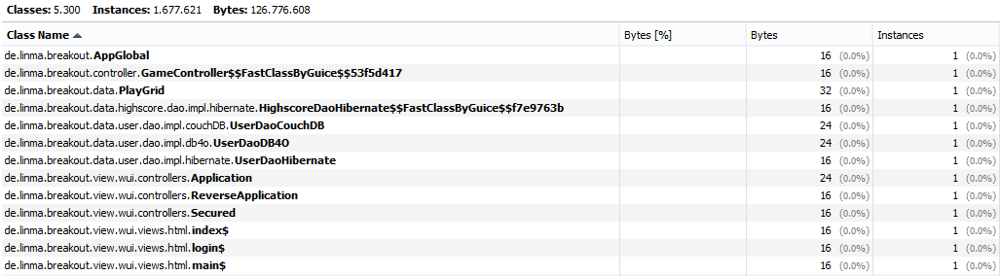 Classes: 5.300 Instances: 1.677.621 Bytes: 126.776.608
Class Name Bytes [%] Bytes Instances
de.linma.breakout.AppGlobal 16 (0.0%) 1 (0.0%)
de.linma.breakout.controller.GameController$$FastClassByGuice$$53f5d417 16 (0.0%) 1 (0.0%)
de.linma.breakout.data.PlayGrid 32 (0.0%) 1 (0.0%)
de.linma.breakout.data.highscore.dao.impl.hibernate.HighscoreDaoHibernate$$FastClassByGuice$$f7e9763b 16 (0.0%) 1 (0.0%)
de.linma.breakout.data.user.dao.impl.couchDB.UserDaoCouchDB 24 (0.0%) 1 (0.0%)
de.linma.breakout.data.user.dao.impl.db4o.UserDaoDB4O 24 (0.0%) 1 (0.0%)
de.linma.breakout.data.user.dao.impl.hibernate.UserDaoHibernate 16 (0.0%) 1 (0.0%)
de.linma.breakout.view.wui.controllers.Application 24 (0.0%) 1 (0.0%)
de.linma.breakout.view.wui.controllers.ReverseApplication 16 (0.0%) 1 (0.0%)
de.linma.breakout.view.wui.controllers.Secured 16 (0.0%) 1 (0.0%)
de.linma.breakout.view.wui.views.html.index$ 16 (0.0%) 1 (0.0%)
de.linma.breakout.view.wui.views.html.login$ 16 (0.0%) 1 (0.0%)
de.linma.breakout.view.wui.views.html.main$ 16 (0.0%) 1 (0.0%)